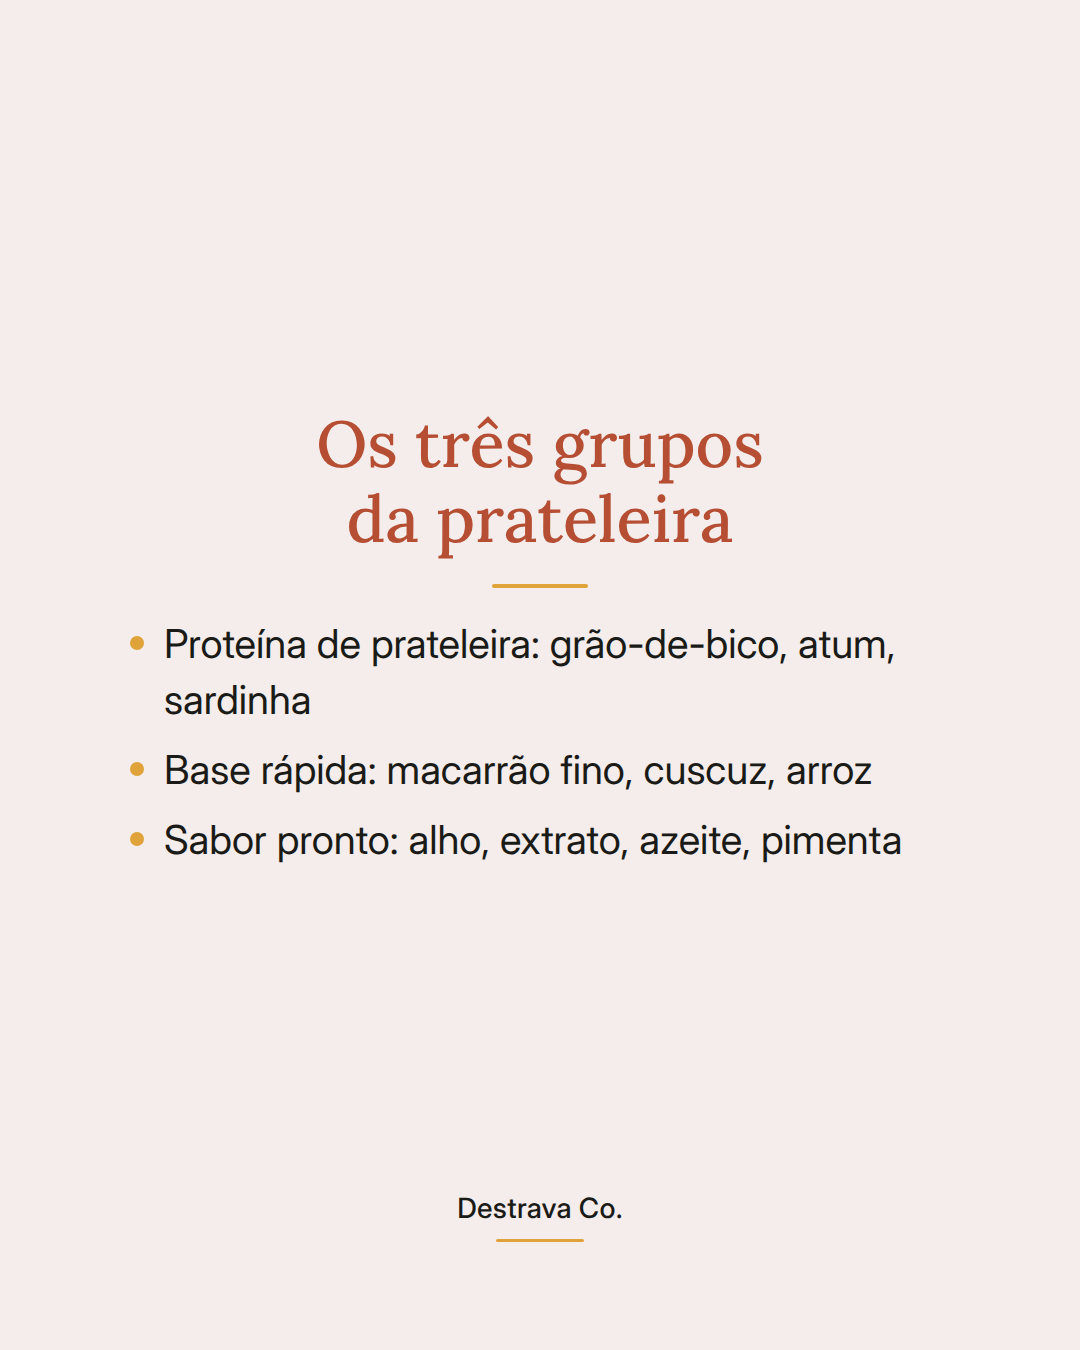 Os três grupos
da prateleira
Proteína de prateleira: grão-de-bico, atum,
sardinha
Base rápida: macarrão fino, cuscuz, arroz
Sabor pronto: alho, extrato, azeite, pimenta
Destrava Co.